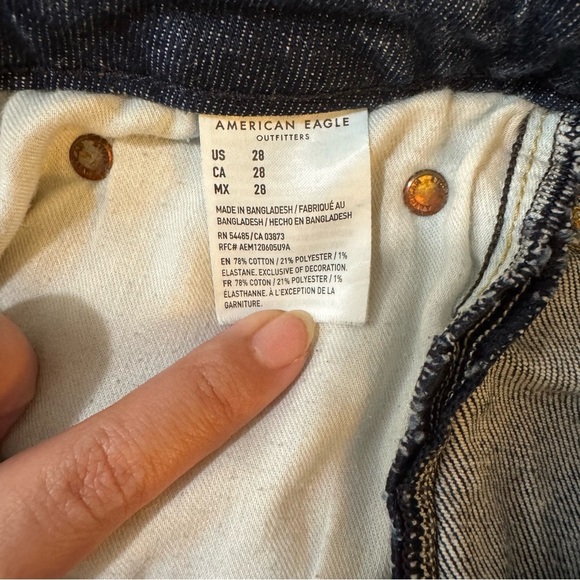 AMERICAN EAGLE
OUTFITTERS
US 28
CA 28
MX 28
MADE IN BANGLADESH / FABRIQUÉ AU
BANGLADESH / HECHO EN BANGLADESH
RN 54485/CA 03873
RFC# AEM120605U9A
EN 78% COTTON / 21% POLYESTER / 1%
ELASTANE. EXCLUSIVE OF DECORATION.
FR 78% COTON / 21% POLYESTER / 1%
ELASTHANNE. À L'EXCEPTION DE LA
GARNITURE.